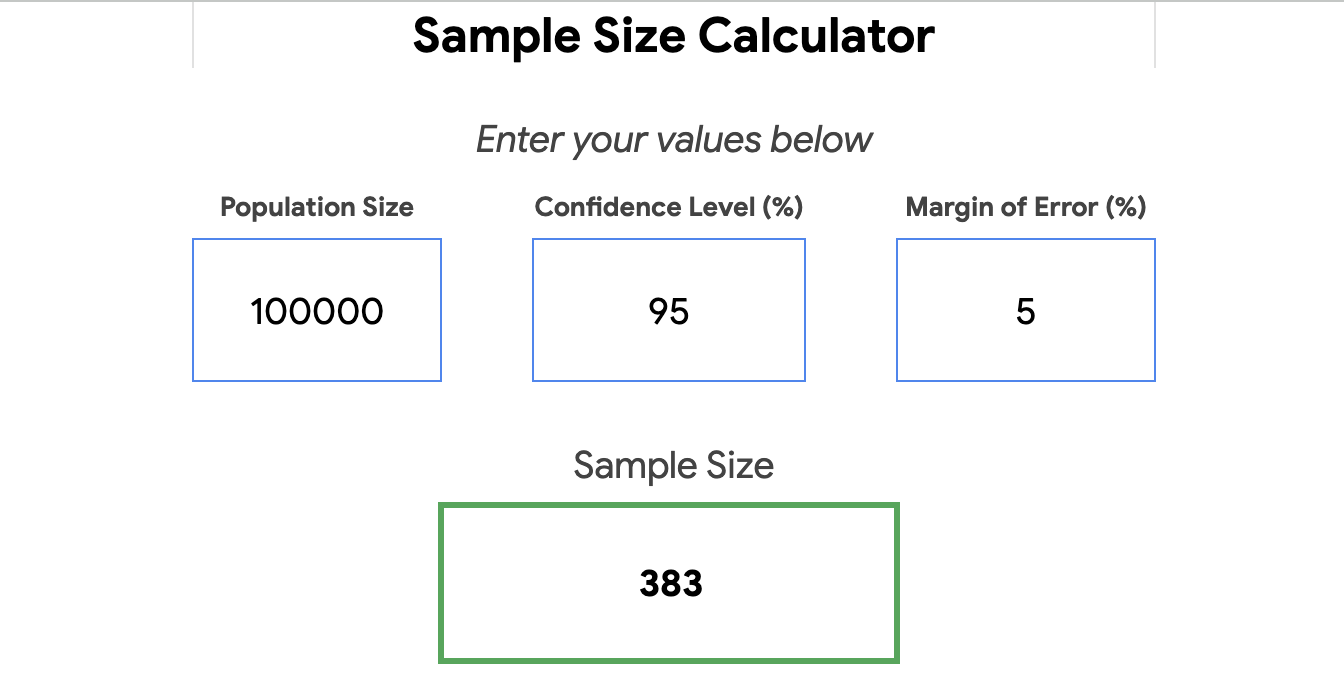 Sample Size Calculator
Enter your values below
Population Size Confidence Level (%) Margin of Error (%)
100000 95 5
Sample Size
383